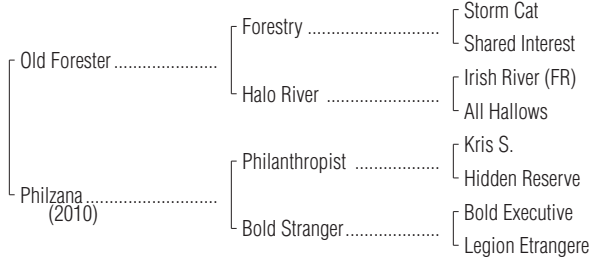 Storm Cat
Forestry ........................
Shared Interest
Old Forester ...................
Irish River (FR)
Halo River ....................
All Hallows
Kris S.
Philanthropist ...............
Hidden Reserve
Philzana ........................
(2010)
Bold Executive
Bold Stranger .................
Legion Etrangere